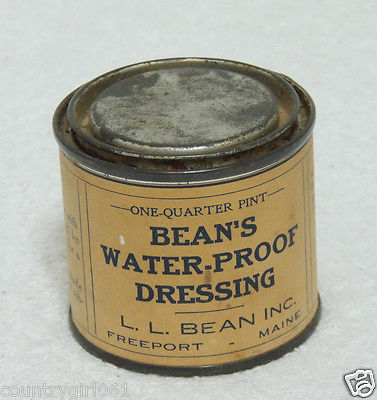 ONE-QUARTER PINT
BEAN'S
WATER-PROOF
DRESSING
L. L. BEAN INC.
FREEPORT - MAINE
countrygirl061